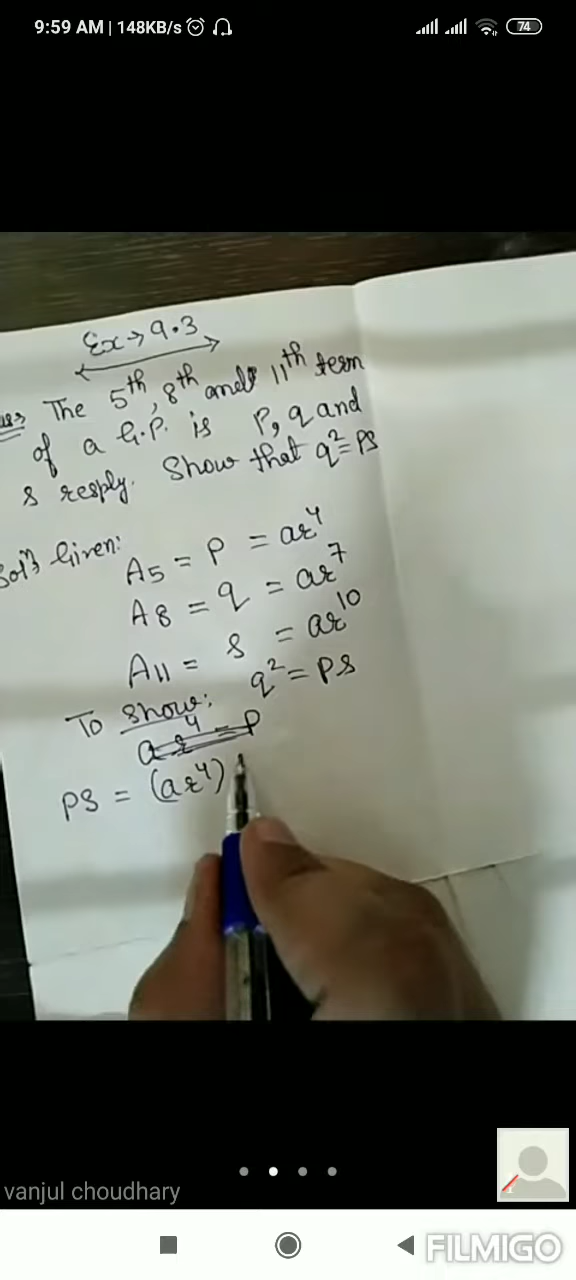 9:59 AM | 148KB/s
74
Ex→ 9.3
The 5th, 8th and 11th term
of a G.P. is P, q and
s resply. Show that q²=PS
Solⁿ Given:
A5 = P = ar⁴
A8 = q = ar⁷
A11 = s = ar¹⁰
To show: q² = PS
ar⁴ = P
PS = (ar⁴)
vanjul choudhary
FILMIGO